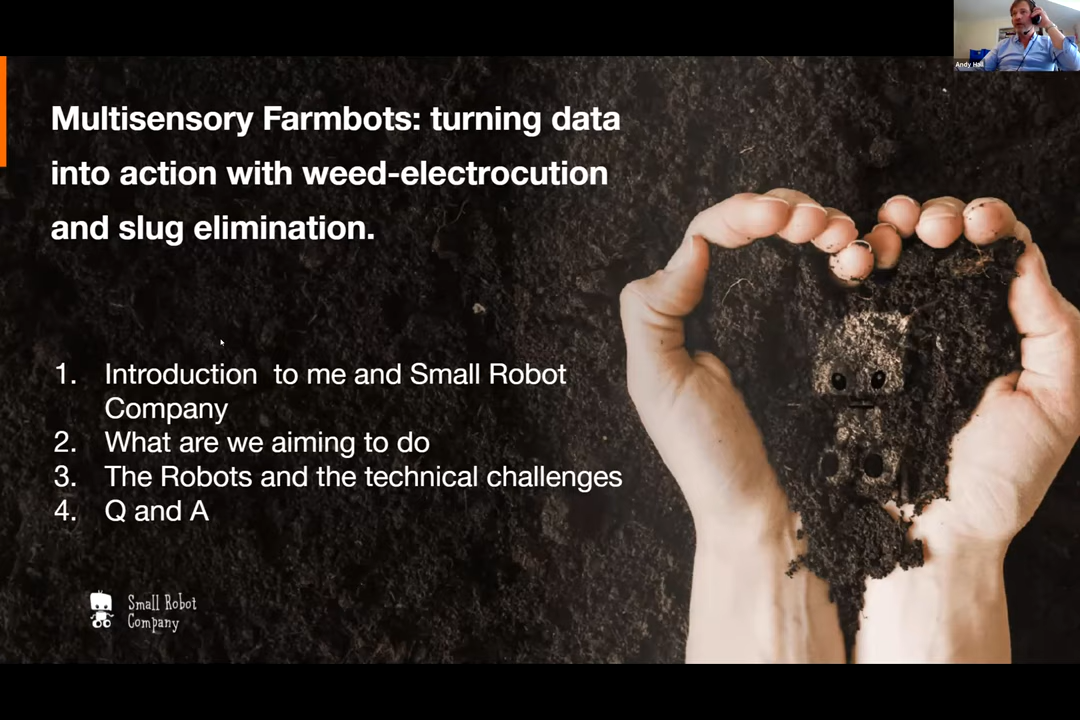 Andy Hall
Multisensory Farmbots: turning data
into action with weed-electrocution
and slug elimination.
1. Introduction  to me and Small Robot
Company
2. What are we aiming to do
3. The Robots and the technical challenges
4. Q and A
Small Robot
Company